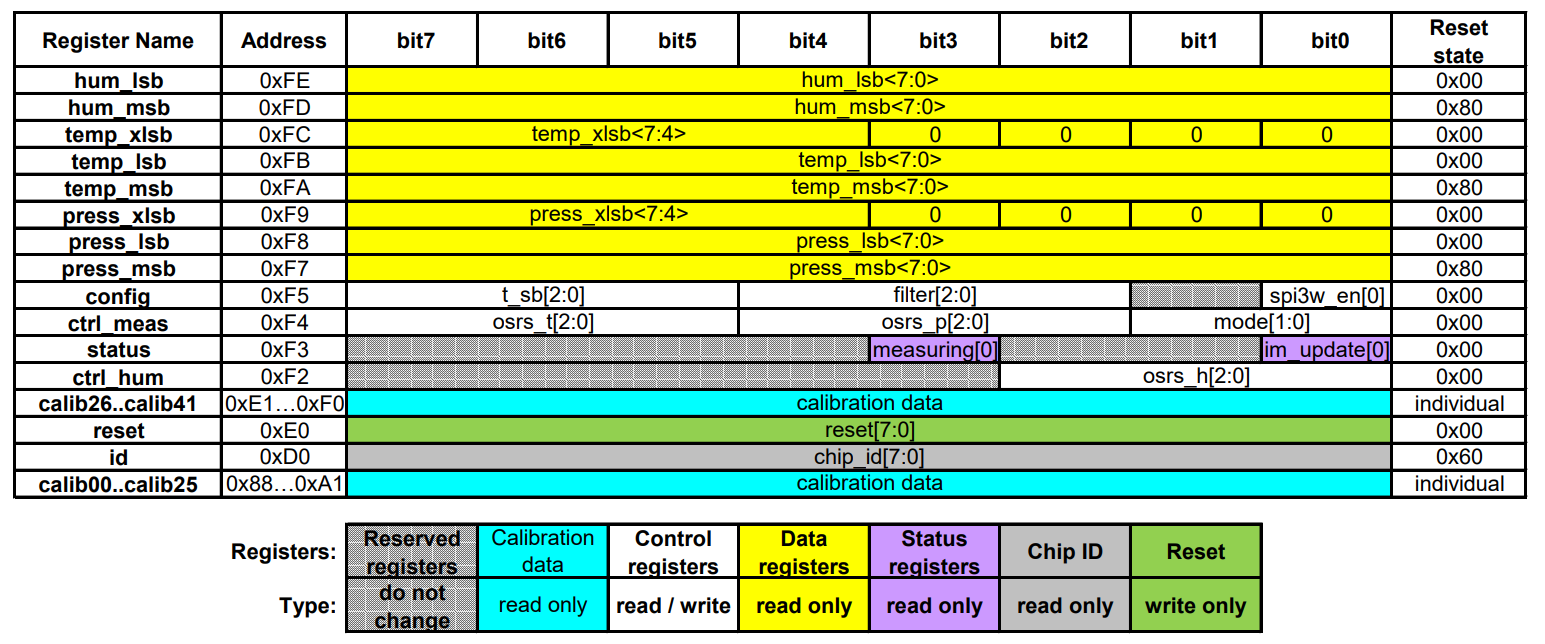 Register Name Address bit7 bit6 bit5 bit4 bit3 bit2 bit1 bit0 Reset state
hum_lsb 0xFE hum_lsb<7:0> 0x00
hum_msb 0xFD hum_msb<7:0> 0x80
temp_xlsb 0xFC temp_xlsb<7:4> 0 0 0 0 0x00
temp_lsb 0xFB temp_lsb<7:0> 0x00
temp_msb 0xFA temp_msb<7:0> 0x80
press_xlsb 0xF9 press_xlsb<7:4> 0 0 0 0 0x00
press_lsb 0xF8 press_lsb<7:0> 0x00
press_msb 0xF7 press_msb<7:0> 0x80
config 0xF5 t_sb[2:0] filter[2:0] spi3w_en[0] 0x00
ctrl_meas 0xF4 osrs_t[2:0] osrs_p[2:0] mode[1:0] 0x00
status 0xF3 measuring[0] im_update[0] 0x00
ctrl_hum 0xF2 osrs_h[2:0] 0x00
calib26..calib41 0xE1…0xF0 calibration data individual
reset 0xE0 reset[7:0] 0x00
id 0xD0 chip_id[7:0] 0x60
calib00..calib25 0x88…0xA1 calibration data individual
Registers: Reserved registers Calibration data Control registers Data registers Status registers Chip ID Reset
Type: do not change read only read / write read only read only read only write only